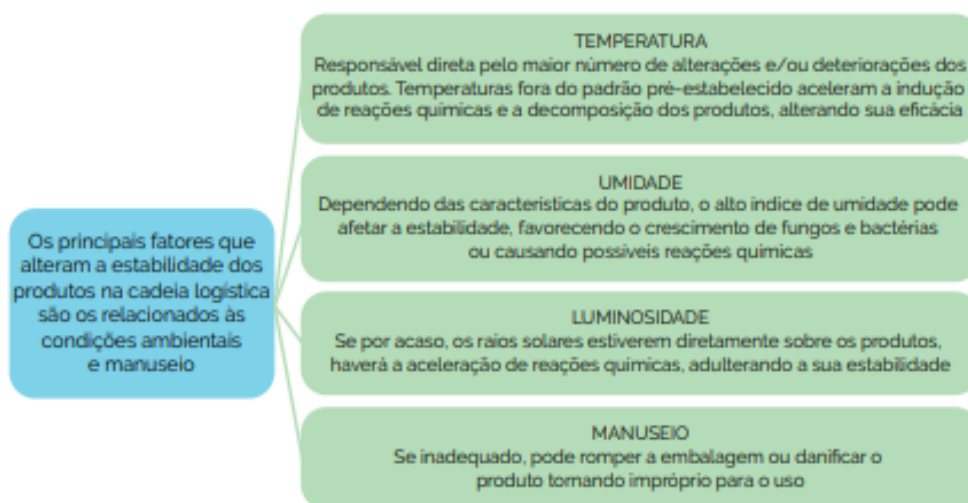 Os principais fatores que
alteram a estabilidade dos
produtos na cadeia logística
são os relacionados às
condições ambientais
e manuseio
TEMPERATURA
Responsável direta pelo maior número de alterações e/ou deteriorações dos
produtos. Temperaturas fora do padrão pré-estabelecido aceleram a indução
de reações químicas e a decomposição dos produtos, alterando sua eficácia
UMIDADE
Dependendo das características do produto, o alto índice de umidade pode
afetar a estabilidade, favorecendo o crescimento de fungos e bactérias
ou causando possíveis reações químicas
LUMINOSIDADE
Se por acaso, os raios solares estiverem diretamente sobre os produtos,
haverá a aceleração de reações químicas, adulterando a sua estabilidade
MANUSEIO
Se inadequado, pode romper a embalagem ou danificar o
produto tornando impróprio para o uso